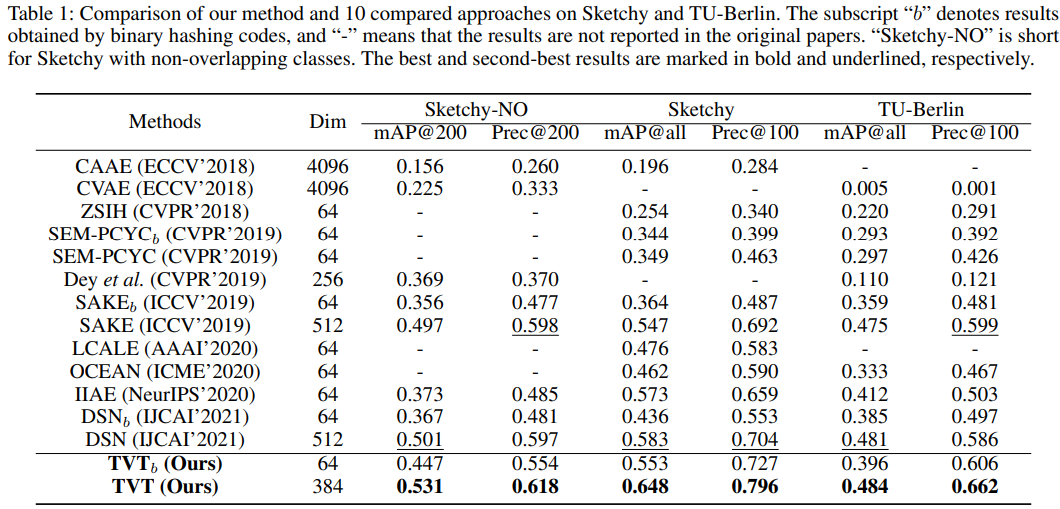 Table 1: Comparison of our method and 10 compared approaches on Sketchy and TU-Berlin. The subscript “b” denotes results
obtained by binary hashing codes, and “-” means that the results are not reported in the original papers. “Sketchy-NO” is short
for Sketchy with non-overlapping classes. The best and second-best results are marked in bold and underlined, respectively.
Methods Dim Sketchy-NO Sketchy TU-Berlin
mAP@200 Prec@200 mAP@all Prec@100 mAP@all Prec@100
CAAE (ECCV’2018) 4096 0.156 0.260 0.196 0.284 - -
CVAE (ECCV’2018) 4096 0.225 0.333 - - 0.005 0.001
ZSIH (CVPR’2018) 64 - - 0.254 0.340 0.220 0.291
SEM-PCYCb (CVPR’2019) 64 - - 0.344 0.399 0.293 0.392
SEM-PCYC (CVPR’2019) 64 - - 0.349 0.463 0.297 0.426
Dey et al. (CVPR’2019) 256 0.369 0.370 - - 0.110 0.121
SAKEb (ICCV’2019) 64 0.356 0.477 0.364 0.487 0.359 0.481
SAKE (ICCV’2019) 512 0.497 0.598 0.547 0.692 0.475 0.599
LCALE (AAAI’2020) 64 - - 0.476 0.583 - -
OCEAN (ICME’2020) 64 - - 0.462 0.590 0.333 0.467
IIAE (NeurIPS’2020) 64 0.373 0.485 0.573 0.659 0.412 0.503
DSNb (IJCAI’2021) 64 0.367 0.481 0.436 0.553 0.385 0.497
DSN (IJCAI’2021) 512 0.501 0.597 0.583 0.704 0.481 0.586
TVTb (Ours) 64 0.447 0.554 0.553 0.727 0.396 0.606
TVT (Ours) 384 0.531 0.618 0.648 0.796 0.484 0.662